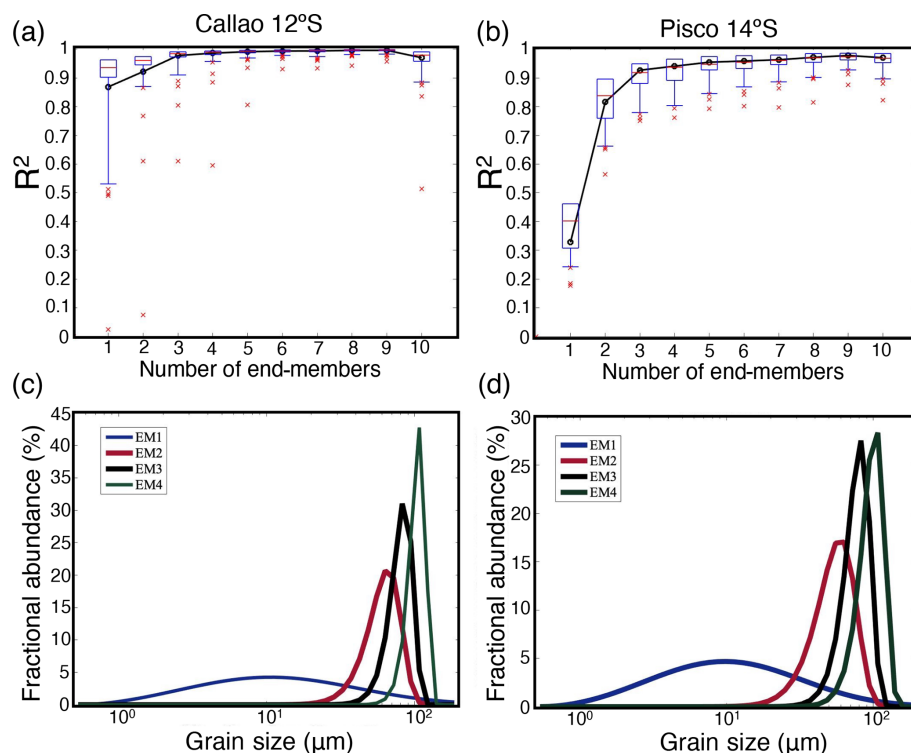 (a) Callao 12ºS
1
0.9
0.8
0.7
0.6
0.5
0.4
0.3
0.2
0.1
0
R²
1 2 3 4 5 6 7 8 9 10
Number of end-members
(b) Pisco 14ºS
1
0.9
0.8
0.7
0.6
0.5
0.4
0.3
0.2
0.1
0
R²
1 2 3 4 5 6 7 8 9 10
Number of end-members
(c)
45
40
35
30
25
20
15
10
5
0
Fractional abundance (%)
EM1
EM2
EM3
EM4
10⁰ 10¹ 10²
Grain size (µm)
(d)
30
25
20
15
10
5
0
Fractional abundance (%)
EM1
EM2
EM3
EM4
10⁰ 10¹ 10²
Grain size (µm)